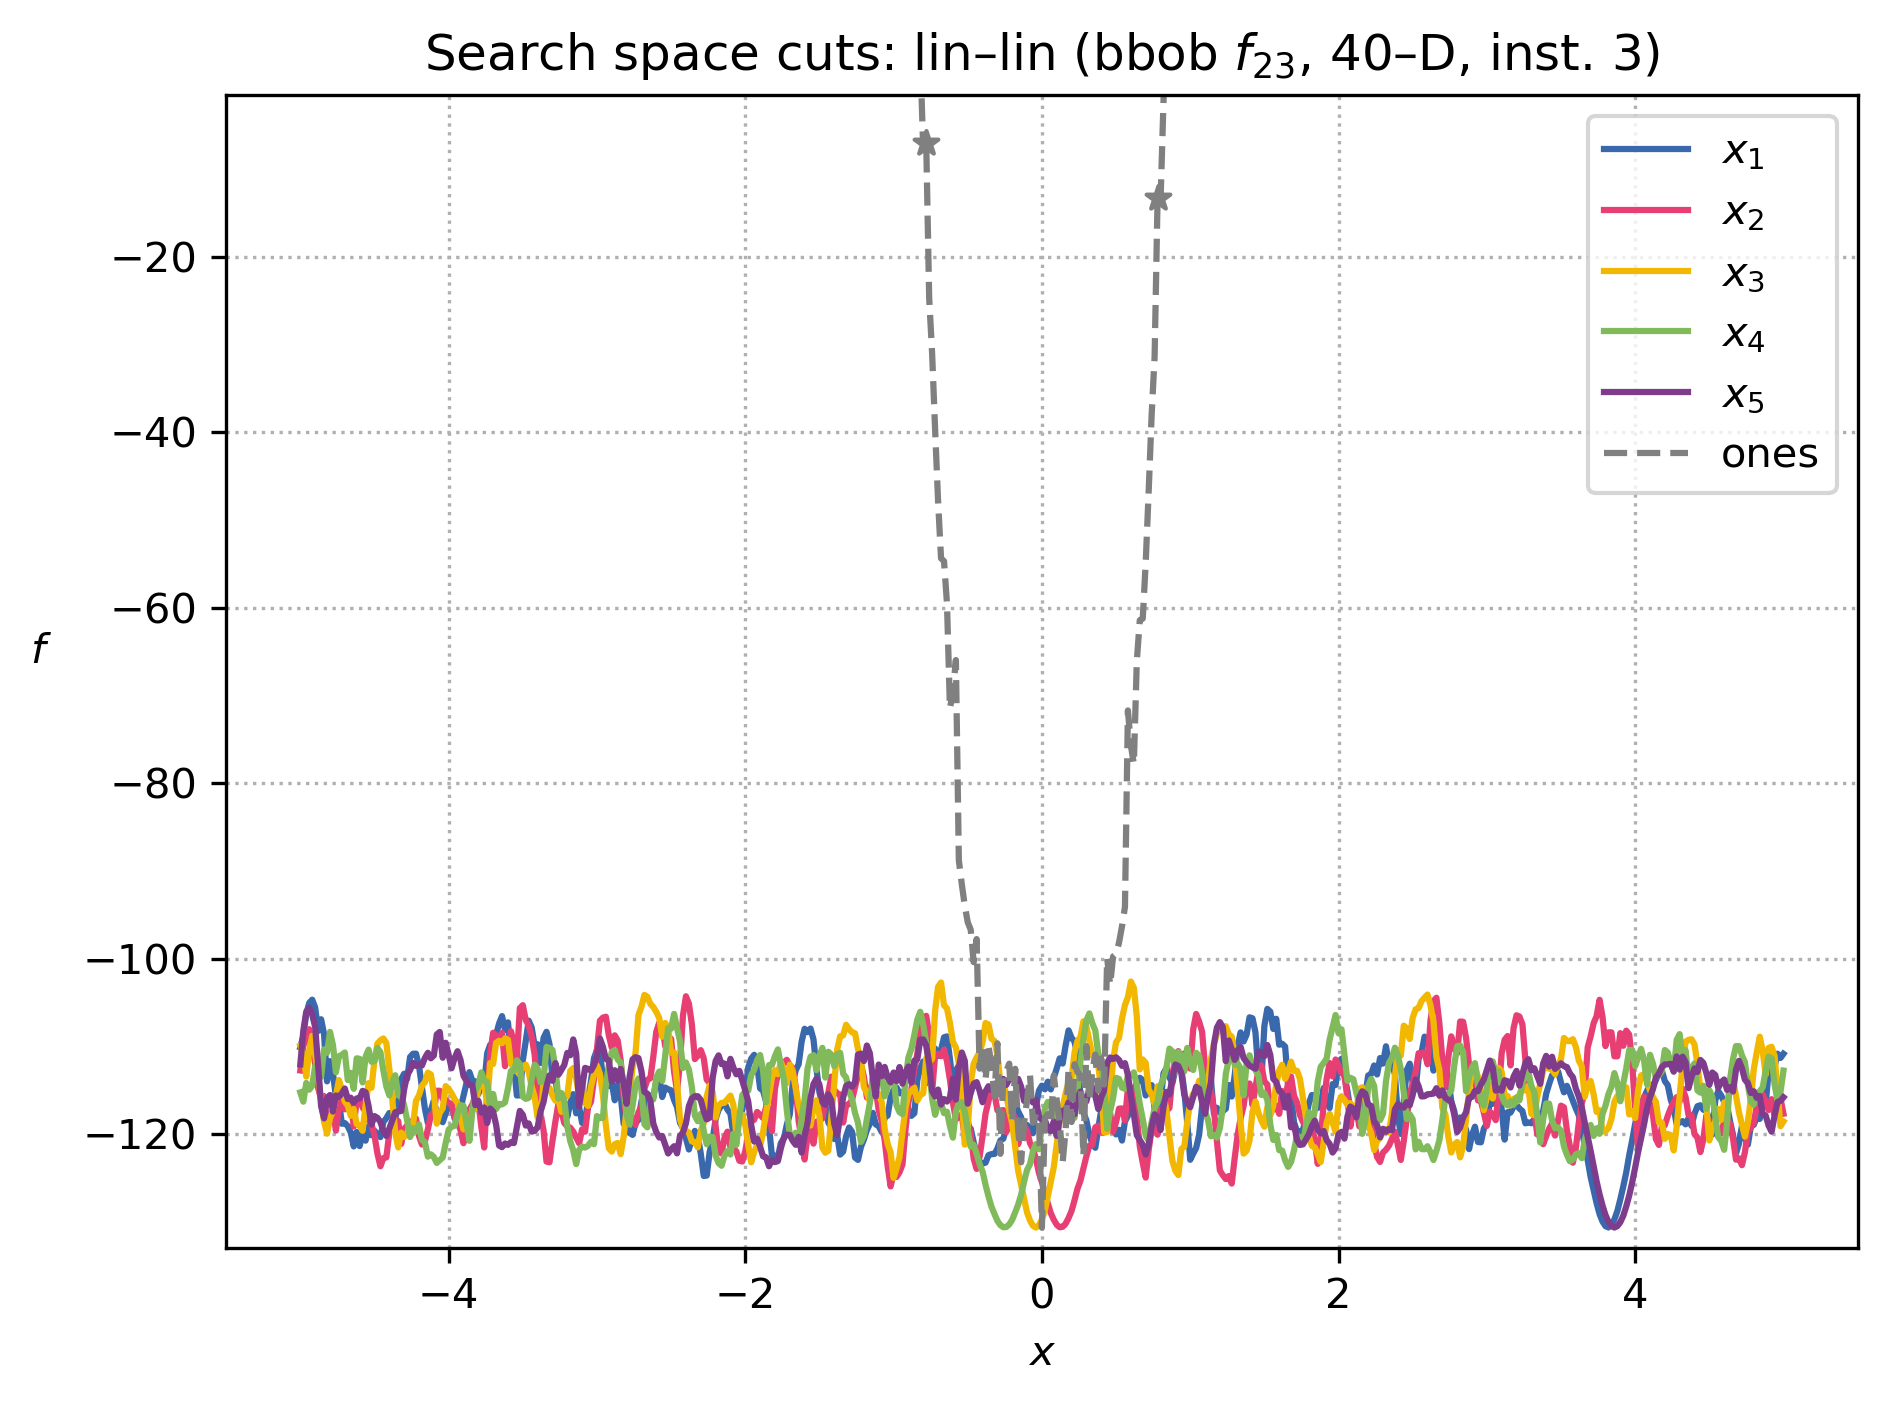 Search space cuts: lin–lin (bbob f₂₃, 40–D, inst. 3)
x₁
x₂
x₃
x₄
x₅
ones
−20
−40
−60
−80
−100
−120
f
−4
−2
0
2
4
x